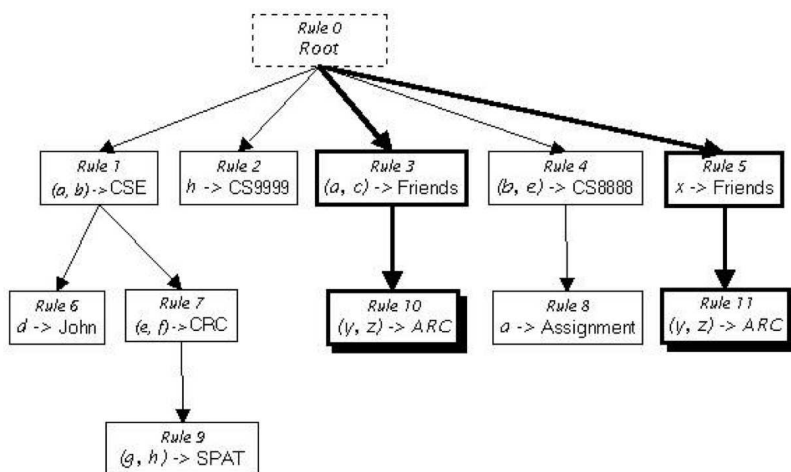 Rule 0
Root
Rule 1
(a, b)->CSE
Rule 2
h -> CS9999
Rule 3
(a, c) -> Friends
Rule 4
(b, e) -> CS8888
Rule 5
x -> Friends
Rule 6
d -> John
Rule 7
(e, f)->CRC
Rule 10
(y, z) -> ARC
Rule 8
a -> Assignment
Rule 11
(y, z) -> ARC
Rule 9
(g, h) -> SPAT